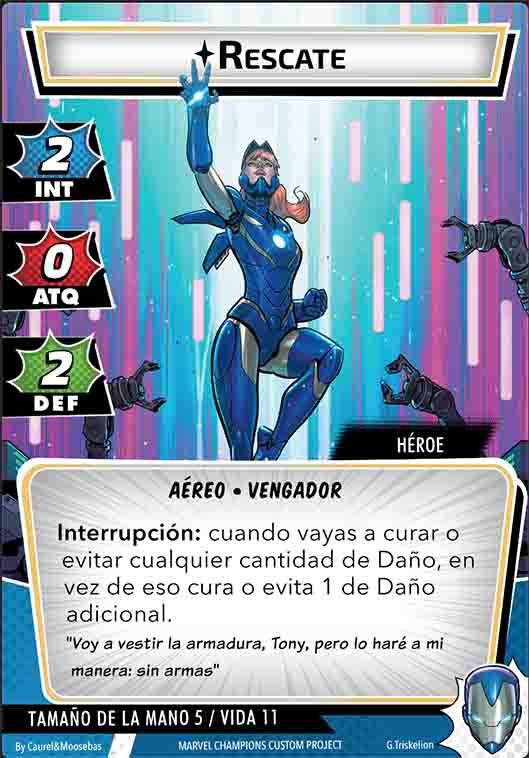 RESCATE
2
INT
0
ATQ
2
DEF
HÉROE
AÉREO • VENGADOR
Interrupción: cuando vayas a curar o
evitar cualquier cantidad de Daño, en
vez de eso cura o evita 1 de Daño
adicional.
"Voy a vestir la armadura, Tony, pero lo haré a mi
manera: sin armas"
TAMAÑO DE LA MANO 5 / VIDA 11
By Caurel&Moosebas
MARVEL CHAMPIONS CUSTOM PROJECT
G.Triskelion